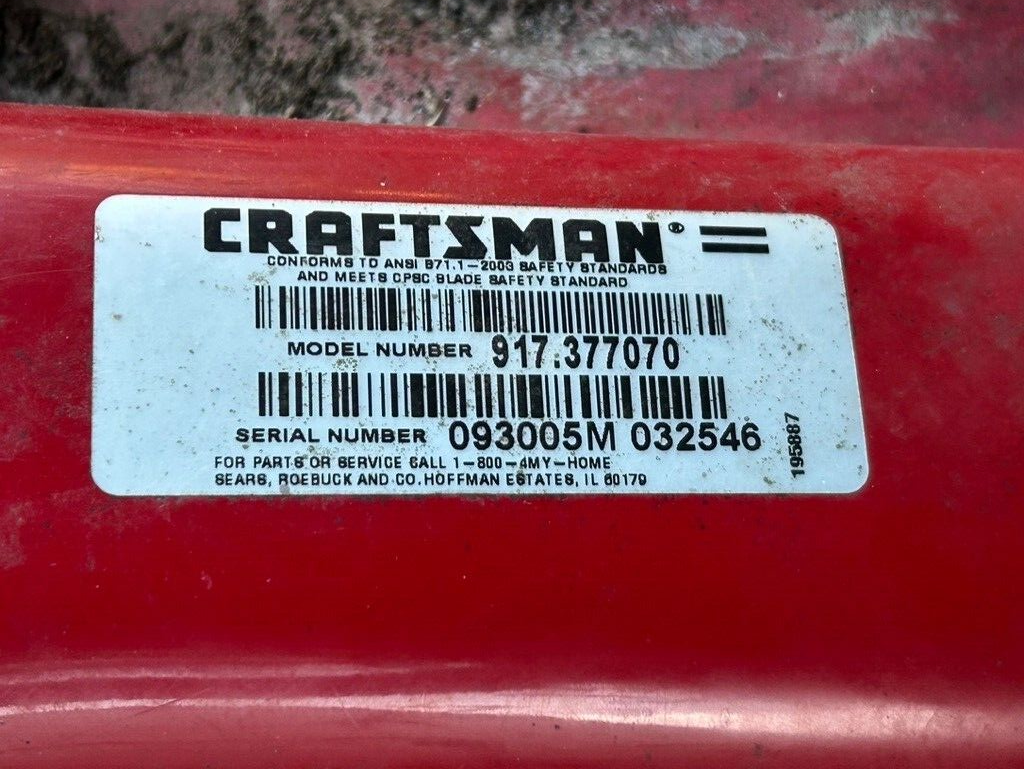 CRAFTSMAN®
CONFORMS TO ANSI B71.1-2003 SAFETY STANDARDS
AND MEETS CPSC BLADE SAFETY STANDARD
MODEL NUMBER 917.377070
SERIAL NUMBER 093005M 032546
FOR PARTS OR SERVICE CALL 1-800-4MY-HOME
SEARS, ROEBUCK AND CO. HOFFMAN ESTATES, IL 60179
195887